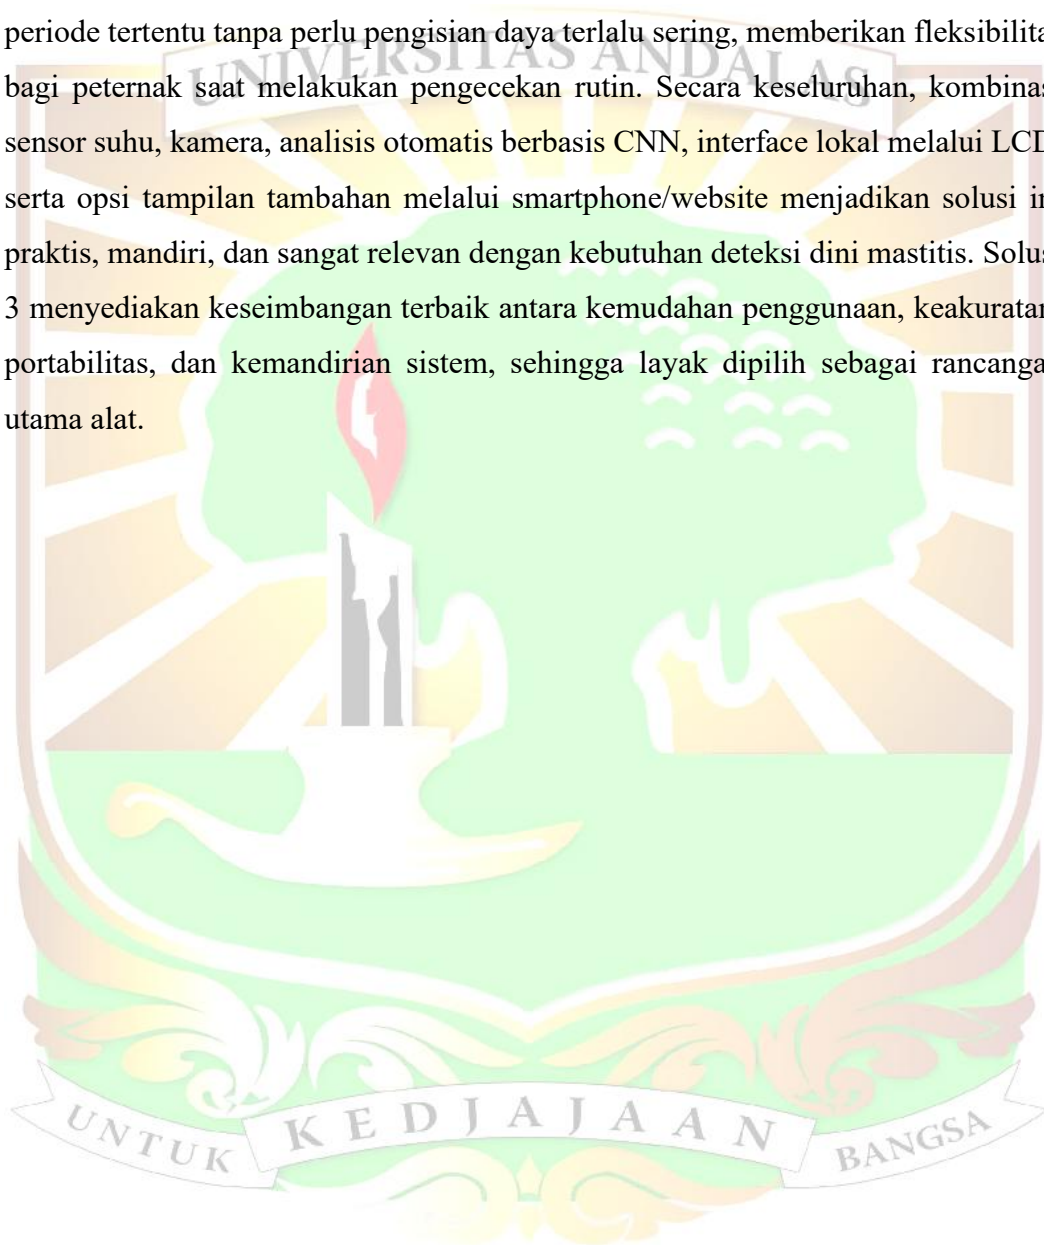 periode tertentu tanpa perlu pengisian daya terlalu sering, memberikan fleksibilita
UNIVERSITAS ANDALAS
bagi peternak saat melakukan pengecekan rutin. Secara keseluruhan, kombinas
sensor suhu, kamera, analisis otomatis berbasis CNN, interface lokal melalui LCD
serta opsi tampilan tambahan melalui smartphone/website menjadikan solusi in
praktis, mandiri, dan sangat relevan dengan kebutuhan deteksi dini mastitis. Solus
3 menyediakan keseimbangan terbaik antara kemudahan penggunaan, keakuratan
portabilitas, dan kemandirian sistem, sehingga layak dipilih sebagai rancanga
utama alat.
UNTUK KEDJAJAAN BANGSA